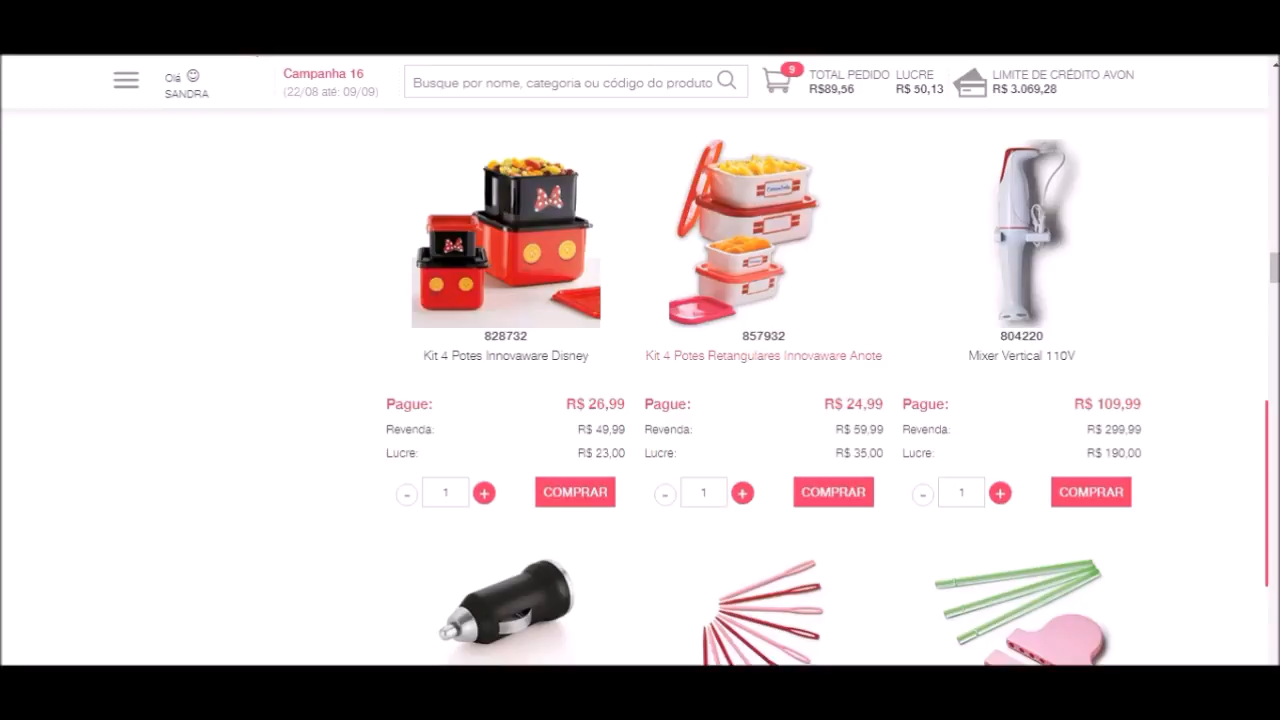 Olá
SANDRA
Campanha 16
(22/08 até: 09/09)
Busque por nome, categoria ou código do produto
9
TOTAL PEDIDO
R$89,56
LUCRE
R$ 50,13
LIMITE DE CRÉDITO AVON
R$ 3.069,28
828732
Kit 4 Potes Innovaware Disney
857932
Kit 4 Potes Retangulares Innovaware Anote
804220
Mixer Vertical 110V
Pague: R$ 26,99
Revenda: R$ 49,99
Lucre: R$ 23,00
- 1 + COMPRAR
Pague: R$ 24,99
Revenda: R$ 59,99
Lucre: R$ 35,00
- 1 + COMPRAR
Pague: R$ 109,99
Revenda: R$ 299,99
Lucre: R$ 190,00
- 1 + COMPRAR